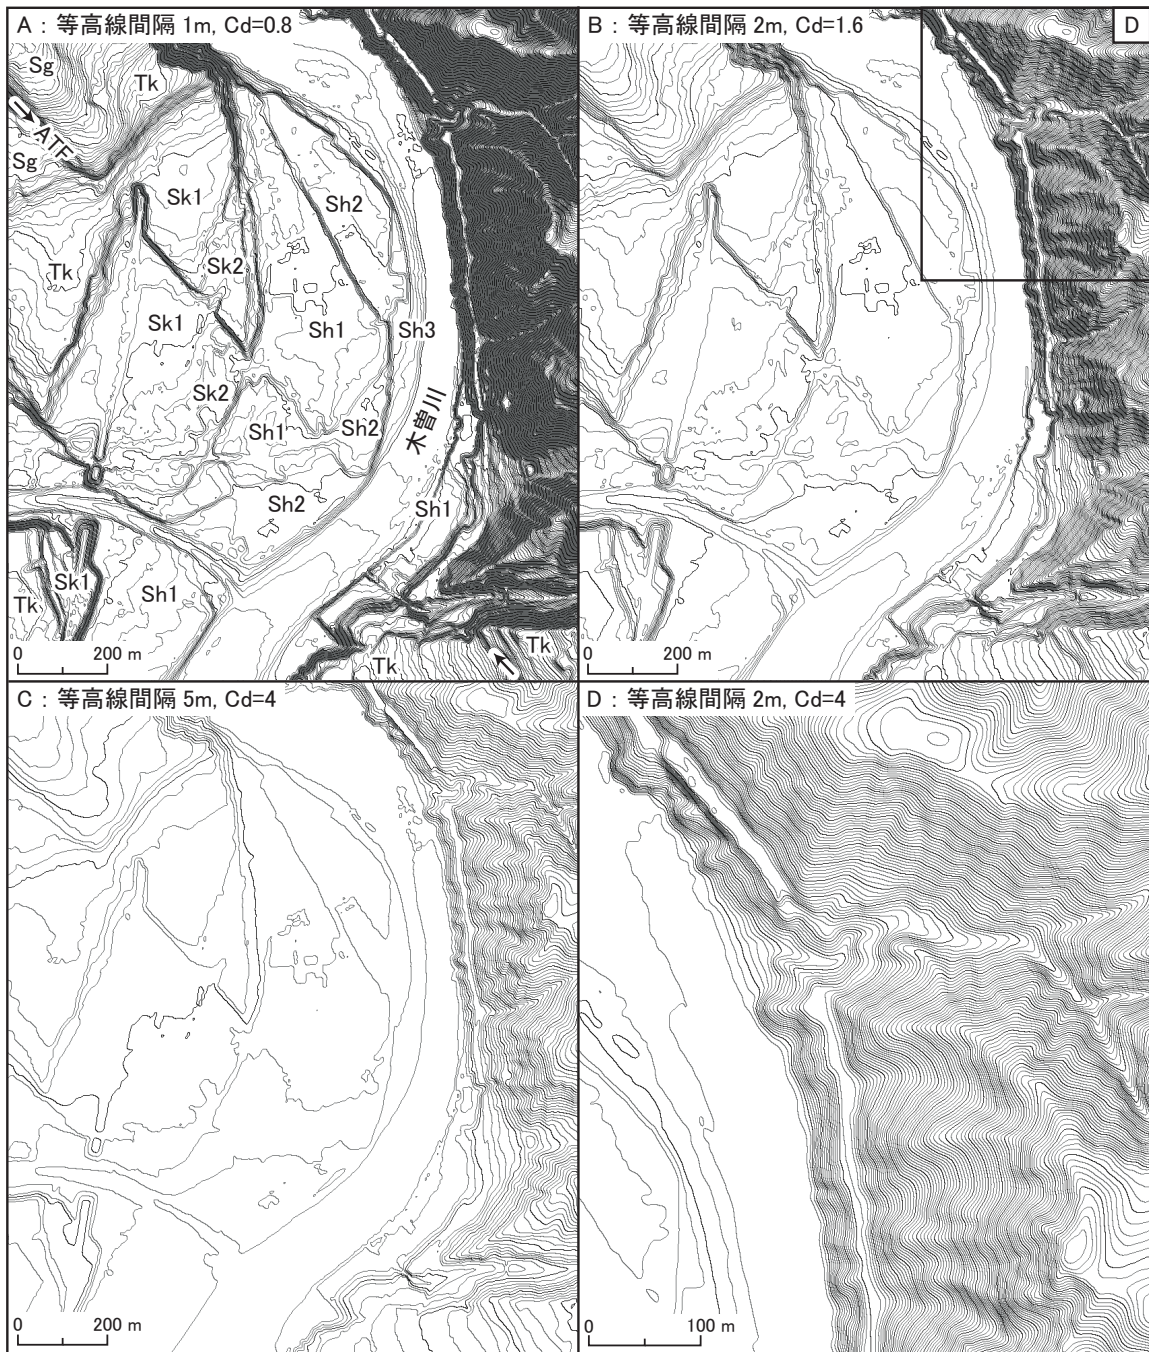 A : 等高線間隔 1m, Cd=0.8
Sg
Tk
ATF
Sg
Sk1
Sh2
Tk
Sk2
Sk1
Sh1
Sh3
Sk2
木曽川
Sh1
Sh2
Sh2
Sh1
Sk1
Sh1
Tk
Tk
Tk
0 200 m
B : 等高線間隔 2m, Cd=1.6
D
0 200 m
C : 等高線間隔 5m, Cd=4
0 200 m
D : 等高線間隔 2m, Cd=4
0 100 m